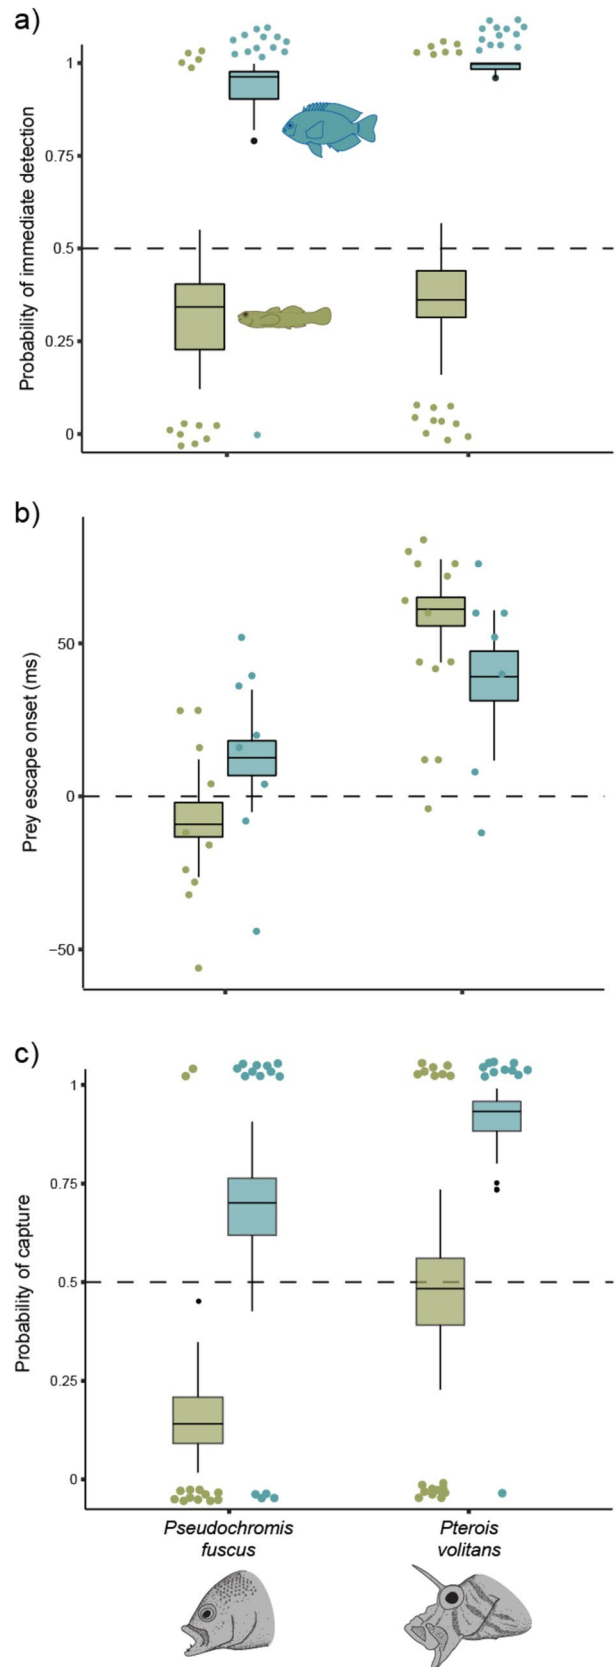 a)
Probability of immediate detection
1
0.75
0.5
0.25
0
b)
Prey escape onset (ms)
50
0
−50
c)
Probability of capture
1
0.75
0.5
0.25
0
Pseudochromis
fuscus
Pterois
volitans